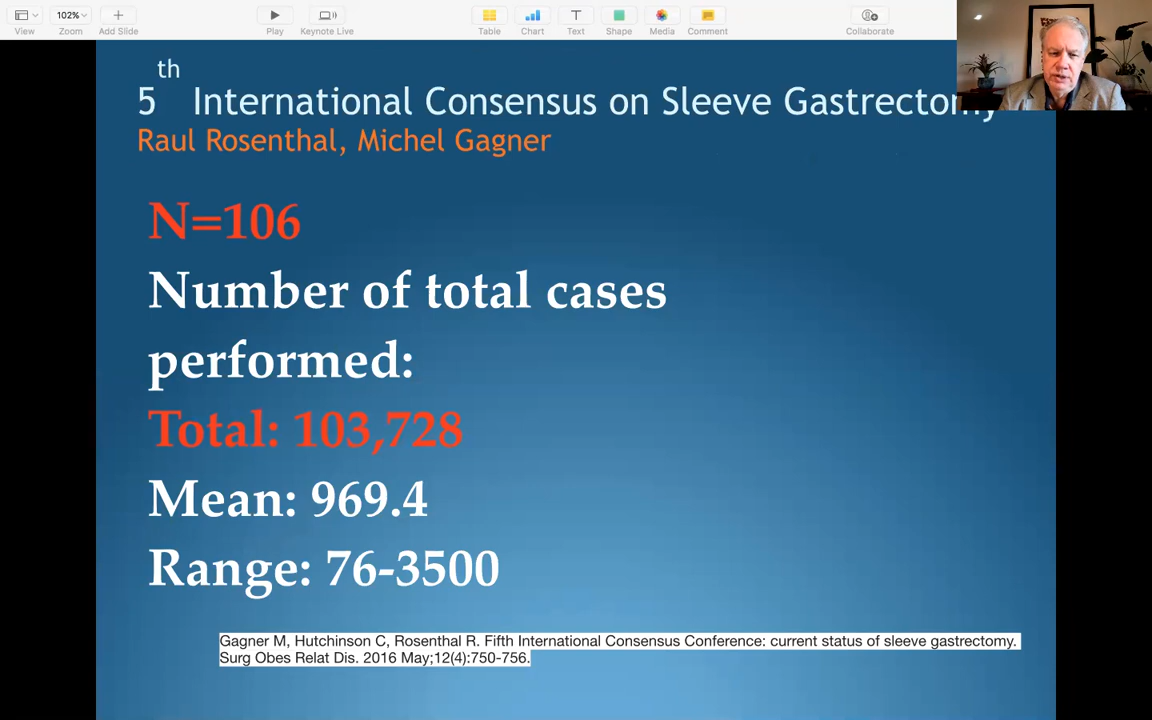 102%
View
Zoom
Add Slide
Play
Keynote Live
Table
Chart
Text
Shape
Media
Comment
Collaborate
5th International Consensus on Sleeve Gastrectomy
Raul Rosenthal, Michel Gagner
N=106
Number of total cases
performed:
Total: 103,728
Mean: 969.4
Range: 76-3500
Gagner M, Hutchinson C, Rosenthal R. Fifth International Consensus Conference: current status of sleeve gastrectomy.
Surg Obes Relat Dis. 2016 May;12(4):750-756.